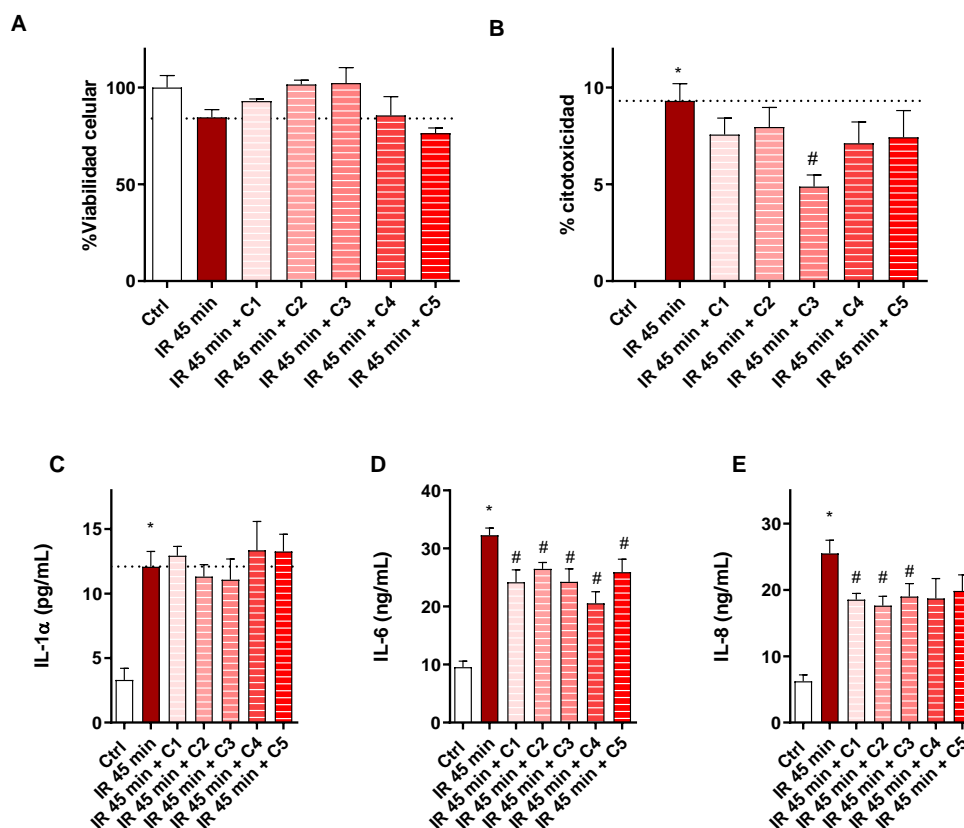 A
%Viabilidad celular
100
50
0
Ctrl
IR 45 min
IR 45 min + C1
IR 45 min + C2
IR 45 min + C3
IR 45 min + C4
IR 45 min + C5
B
% citotoxicidad
10
5
0
*
#
Ctrl
IR 45 min
IR 45 min + C1
IR 45 min + C2
IR 45 min + C3
IR 45 min + C4
IR 45 min + C5
C
IL-1α (pg/mL)
15
10
5
0
*
Ctrl
IR 45 min
IR 45 min + C1
IR 45 min + C2
IR 45 min + C3
IR 45 min + C4
IR 45 min + C5
D
IL-6 (ng/mL)
40
30
20
10
0
*
# # # # #
Ctrl
IR 45 min
IR 45 min + C1
IR 45 min + C2
IR 45 min + C3
IR 45 min + C4
IR 45 min + C5
E
IL-8 (ng/mL)
30
20
10
0
*
# # #
Ctrl
IR 45 min
IR 45 min + C1
IR 45 min + C2
IR 45 min + C3
IR 45 min + C4
IR 45 min + C5